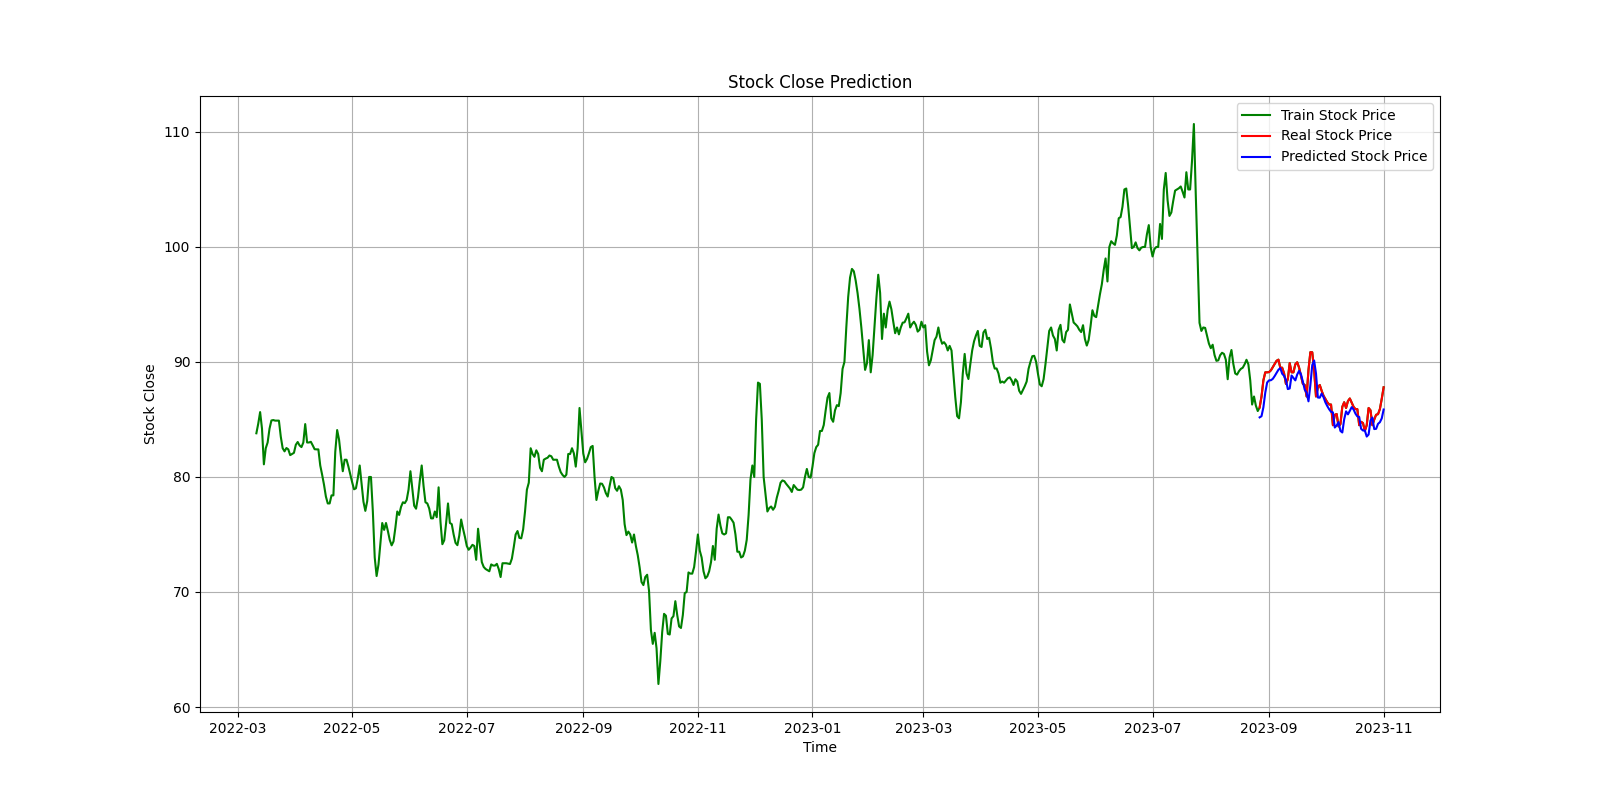 Stock Close Prediction
Train Stock Price
Real Stock Price
Predicted Stock Price
Stock Close
110
100
90
80
70
60
2022-03 2022-05 2022-07 2022-09 2022-11 2023-01 2023-03 2023-05 2023-07 2023-09 2023-11
Time